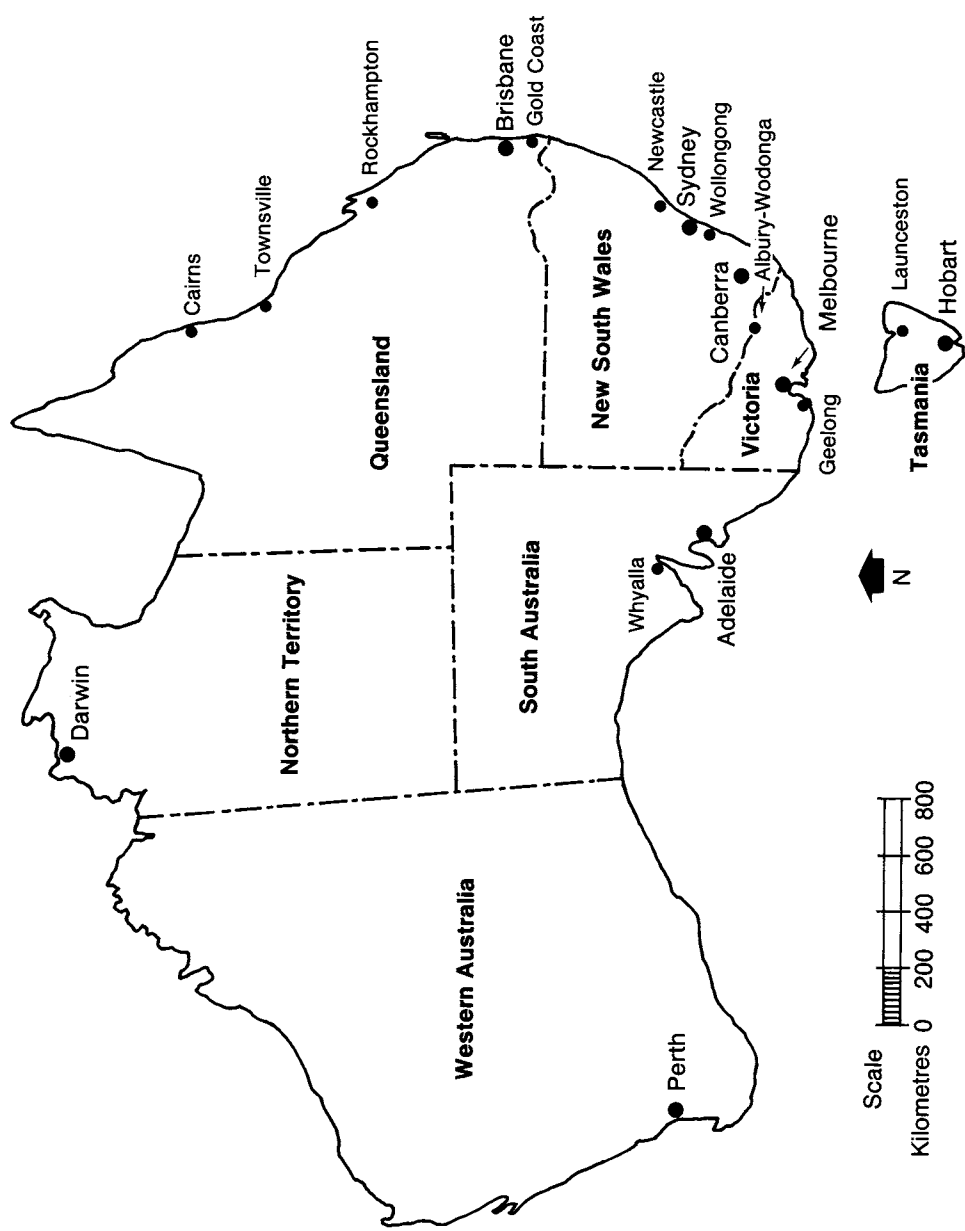 Darwin
Cairns
Townsville
Rockhampton
Northern Territory
Queensland
Brisbane
Gold Coast
Western Australia
South Australia
New South Wales
Newcastle
Sydney
Wollongong
Canberra
Albury-Wodonga
Perth
Whyalla
Adelaide
Victoria
Melbourne
Geelong
Launceston
Hobart
Tasmania
N
Scale
0 200 400 600 800
Kilometres